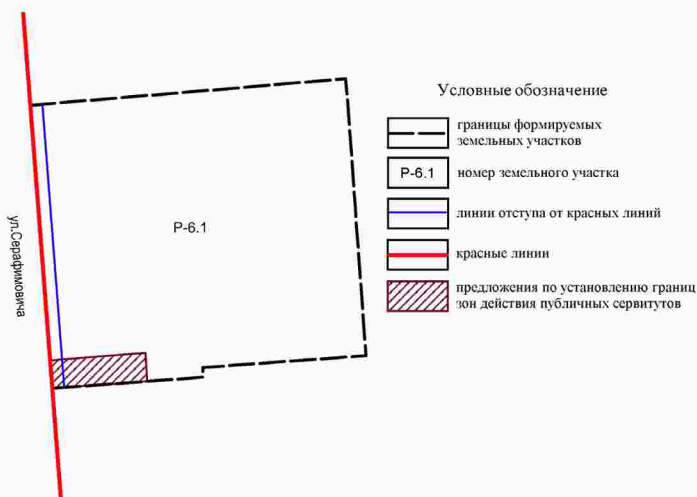 Условные обозначение
границы формируемых
земельных участков
Р-6.1
номер земельного участка
линии отступа от красных линий
красные линии
предложения по установлению границ
зон действия публичных сервитутов
Р-6.1
ул.Серафимовича